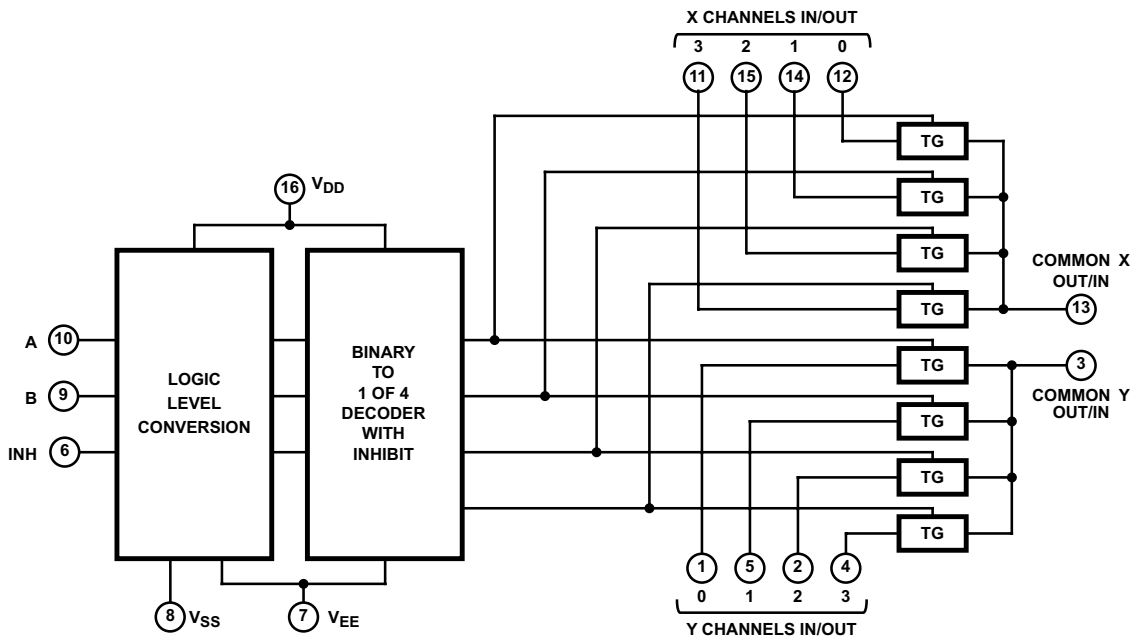 X CHANNELS IN/OUT
3 2 1 0
11 15 14 12
TG
TG
TG
TG
TG
TG
TG
TG
16 VDD
COMMON X
OUT/IN
13
3
COMMON Y
OUT/IN
A 10
B 9
INH 6
LOGIC
LEVEL
CONVERSION
BINARY
TO
1 OF 4
DECODER
WITH
INHIBIT
8 VSS
7 VEE
1 5 2 4
0 1 2 3
Y CHANNELS IN/OUT